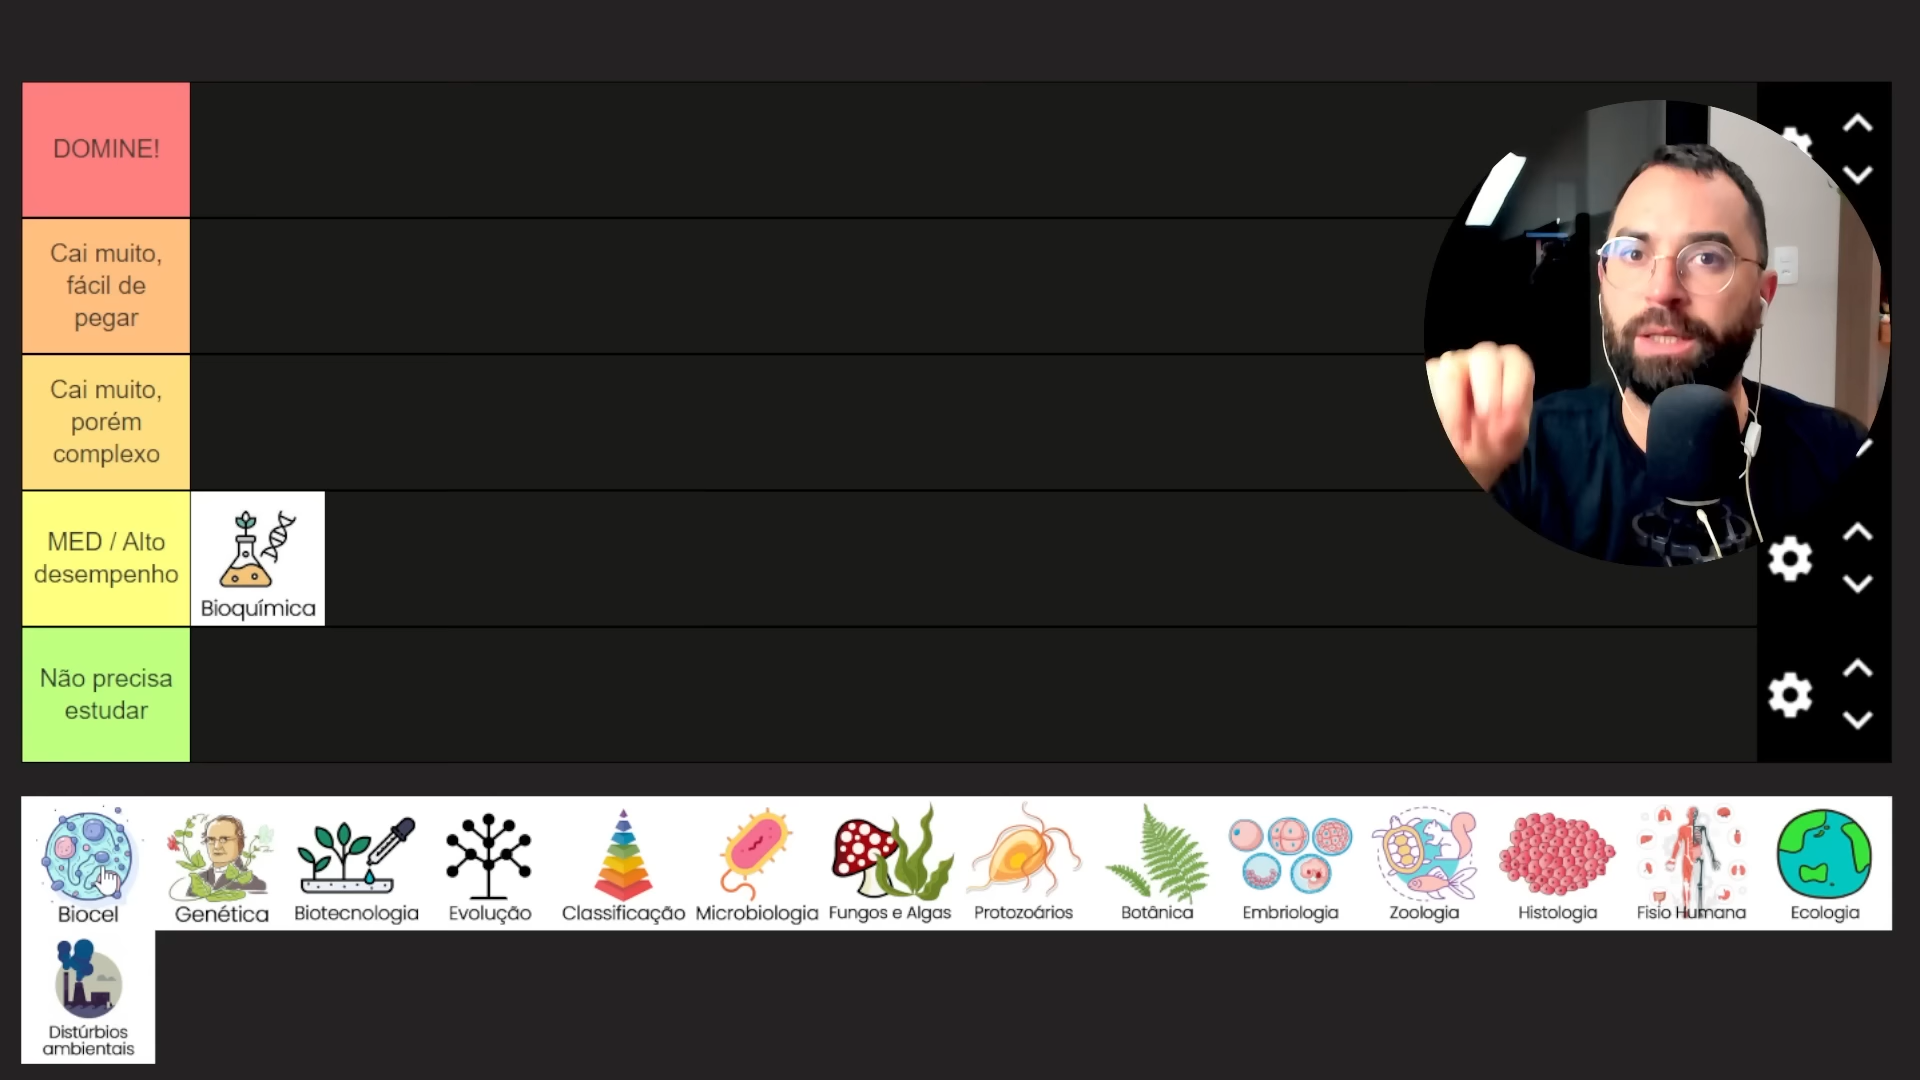 DOMINE!
Cai muito,
fácil de
pegar
Cai muito,
porém
complexo
MED / Alto
desempenho
Bioquímica
Não precisa
estudar
Biocel
Genética
Biotecnologia
Evolução
Classificação
Microbiologia
Fungos e Algas
Protozoários
Botânica
Embriologia
Zoologia
Histologia
Fisio Humana
Ecologia
Distúrbios
ambientais